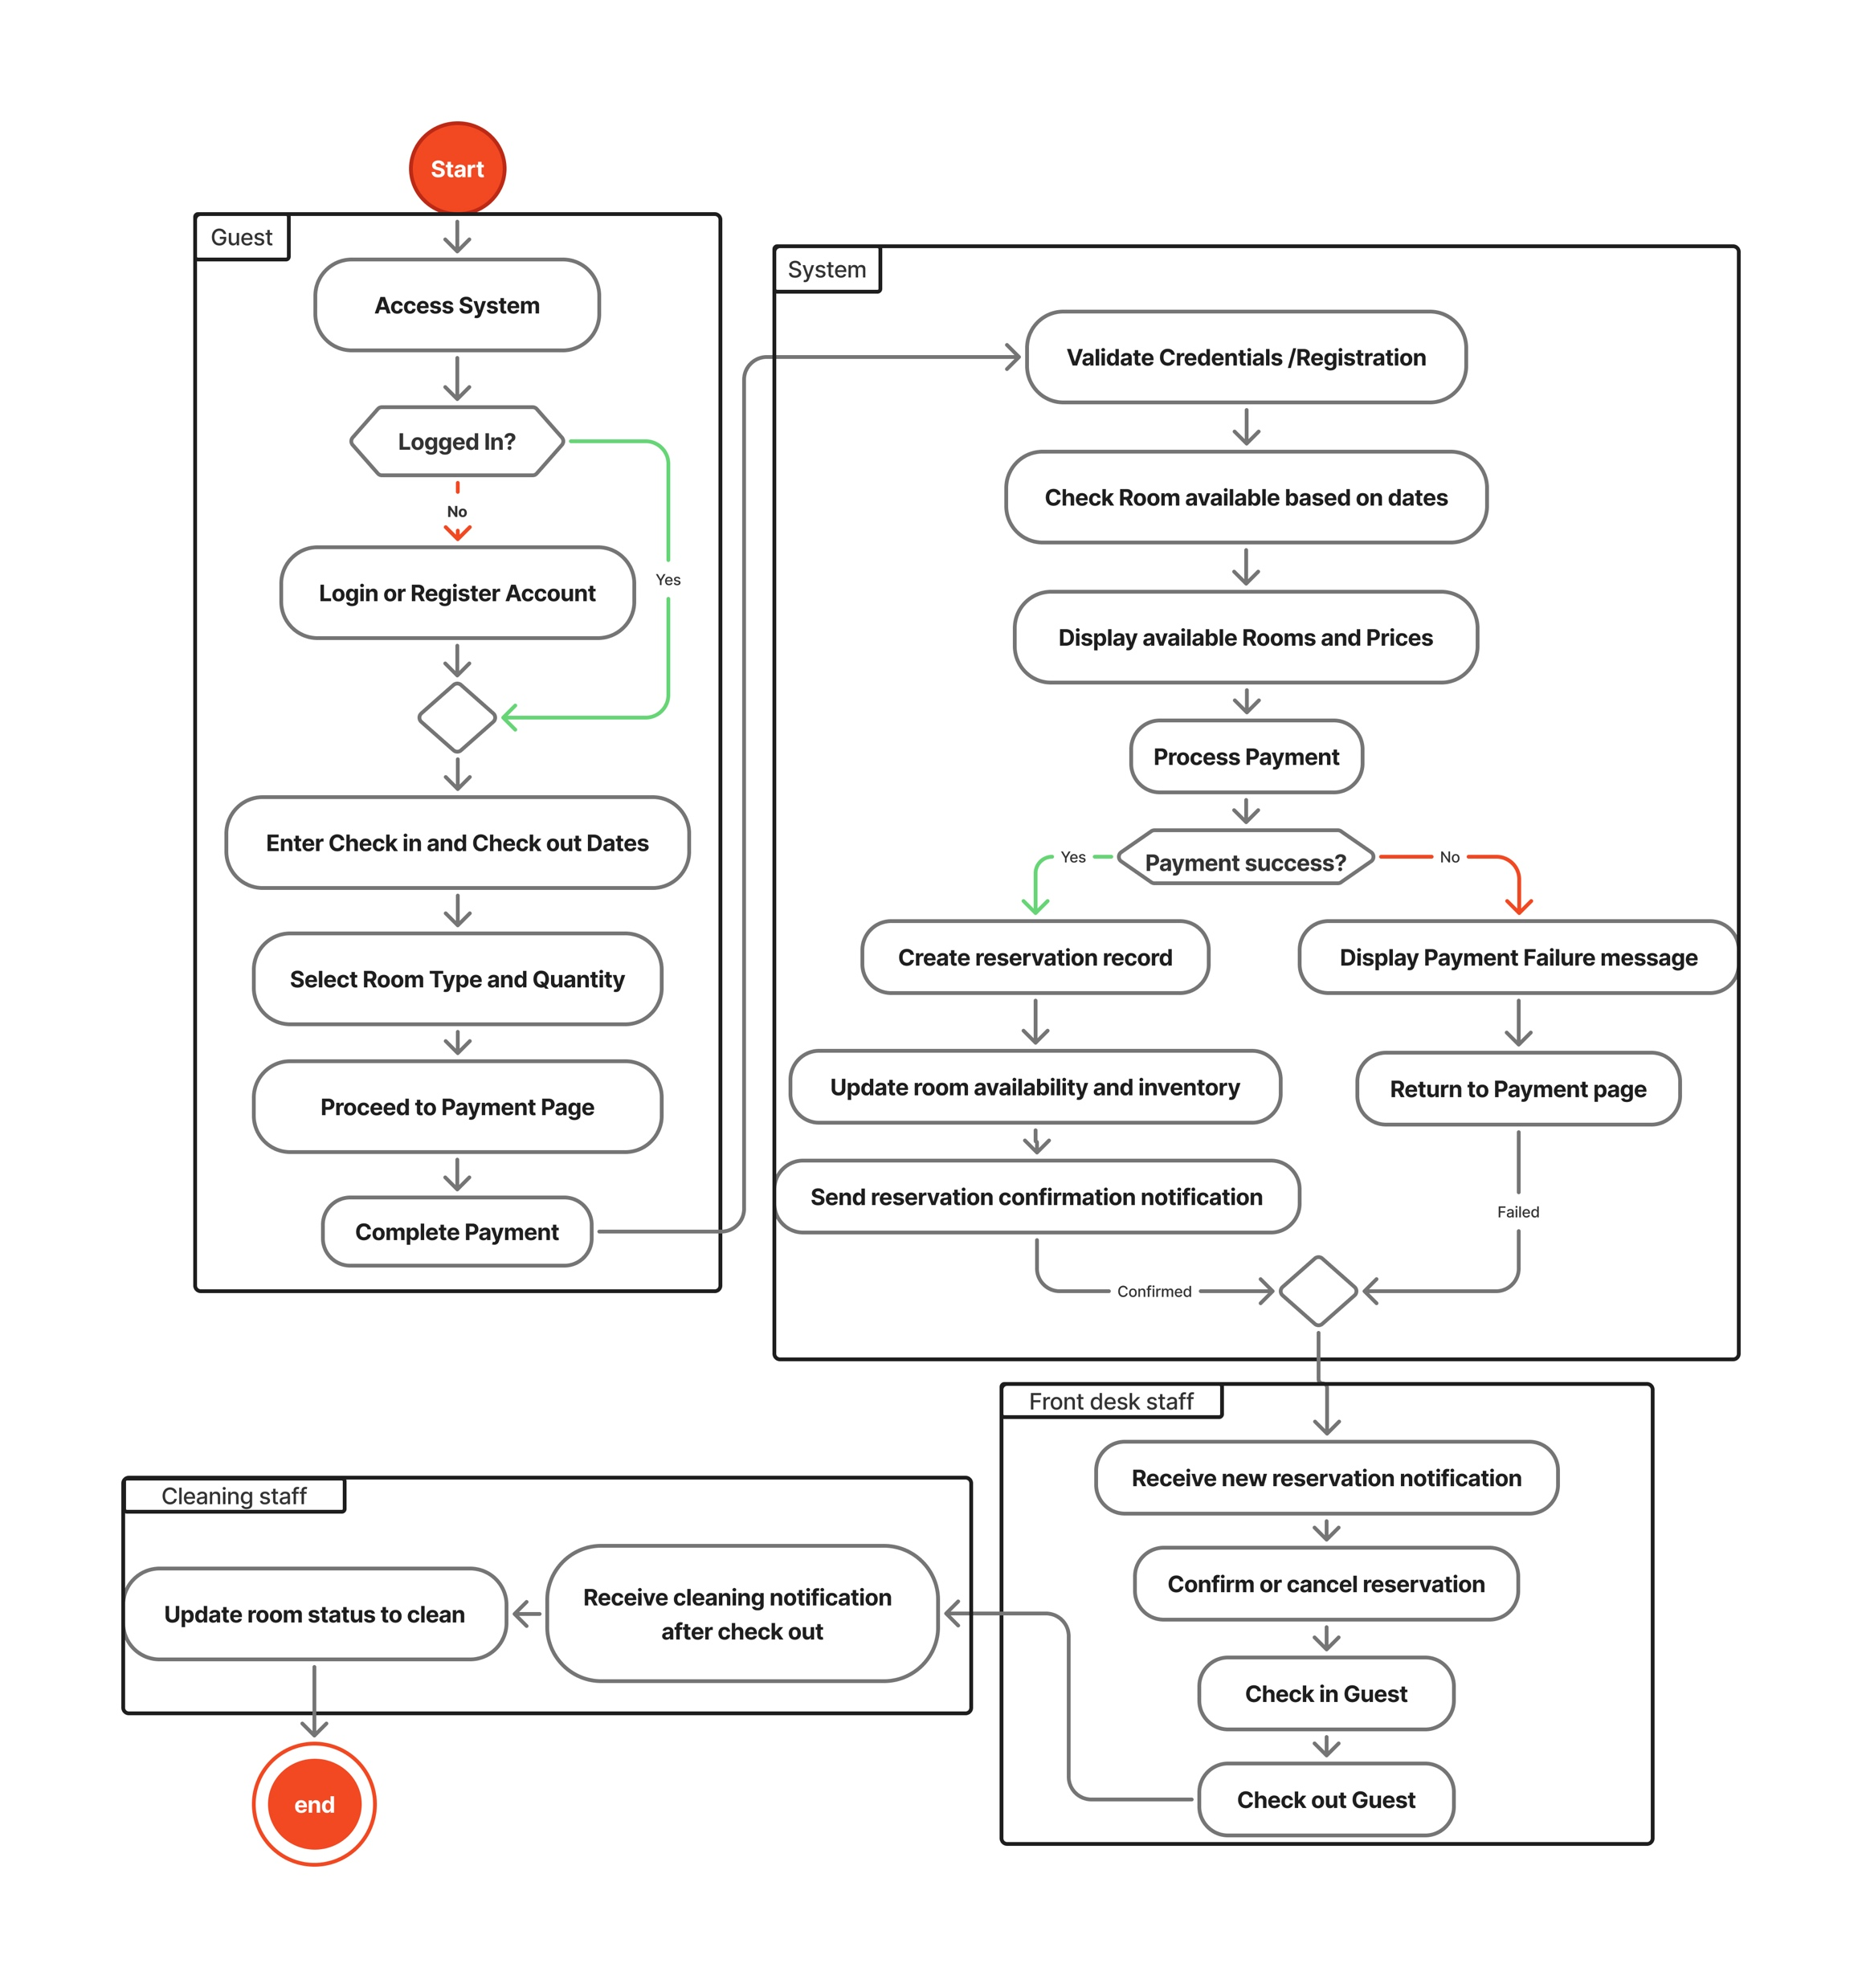 Start
Guest
Access System
Logged In?
No
Login or Register Account
Yes
Enter Check in and Check out Dates
Select Room Type and Quantity
Proceed to Payment Page
Complete Payment
System
Validate Credentials /Registration
Check Room available based on dates
Display available Rooms and Prices
Process Payment
Payment success?
Yes
No
Create reservation record
Display Payment Failure message
Update room availability and inventory
Return to Payment page
Send reservation confirmation notification
Failed
Confirmed
Front desk staff
Receive new reservation notification
Confirm or cancel reservation
Check in Guest
Check out Guest
Cleaning staff
Receive cleaning notification
after check out
Update room status to clean
end